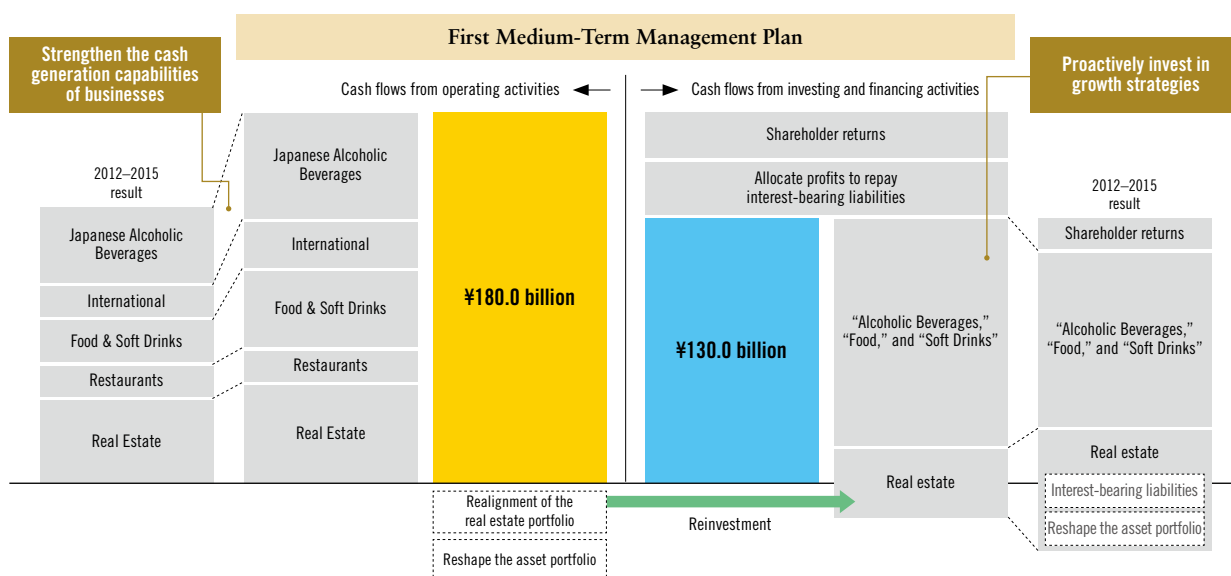 First Medium-Term Management Plan
Strengthen the cash
generation capabilities
of businesses
Proactively invest in
growth strategies
Cash flows from operating activities
Cash flows from investing and financing activities
2012–2015
result
Japanese Alcoholic
Beverages
International
Food & Soft Drinks
Restaurants
Real Estate
Japanese Alcoholic
Beverages
International
Food & Soft Drinks
Restaurants
Real Estate
¥180.0 billion
Realignment of the
real estate portfolio
Reshape the asset portfolio
Reinvestment
Shareholder returns
Allocate profits to repay
interest-bearing liabilities
¥130.0 billion
“Alcoholic Beverages,”
“Food,” and “Soft Drinks”
Real estate
2012–2015
result
Shareholder returns
“Alcoholic Beverages,”
“Food,” and “Soft Drinks”
Real estate
Interest-bearing liabilities
Reshape the asset portfolio